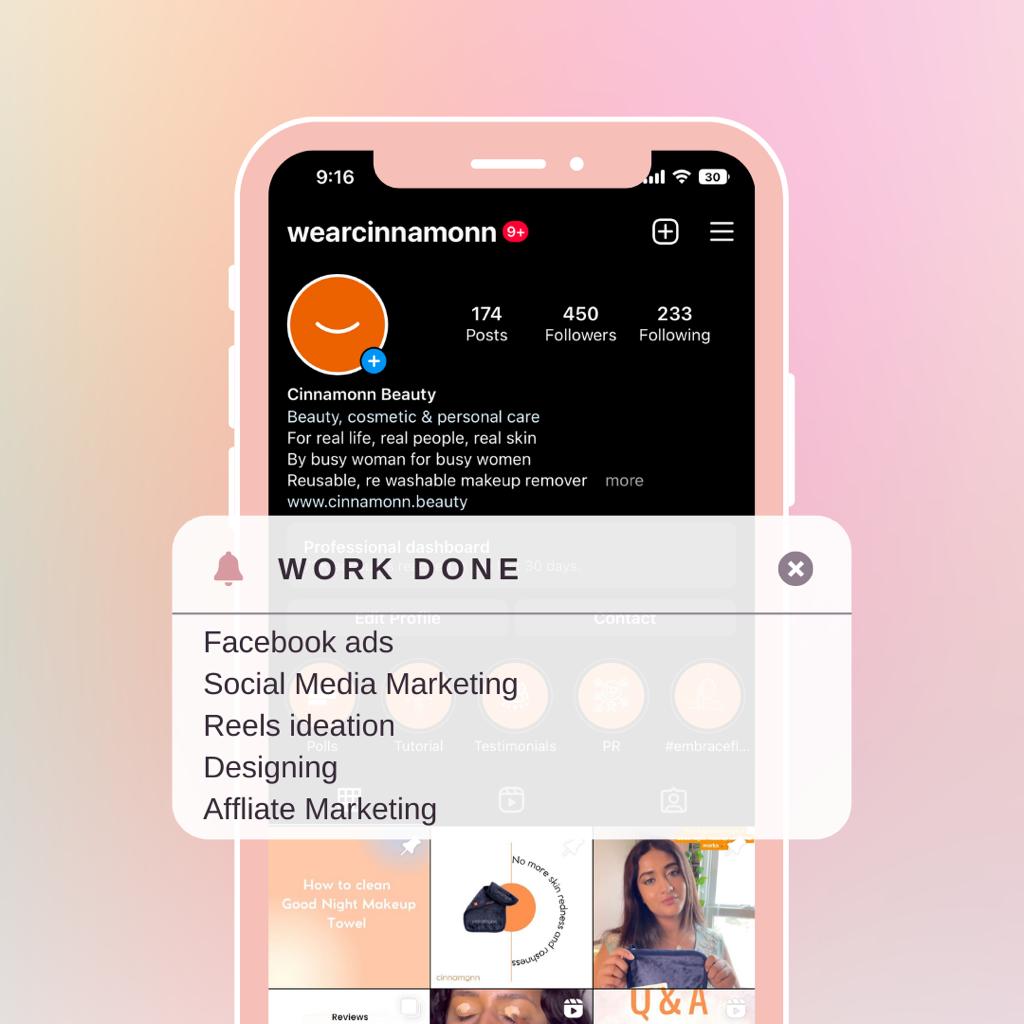 9:16
30
wearcinnamonn 9+
174 450 233
Posts Followers Following
Cinnamonn Beauty
Beauty, cosmetic & personal care
For real life, real people, real skin
By busy woman for busy women
Reusable, re washable makeup remover more
www.cinnamonn.beauty
Professional dashboard
30 days.
WORK DONE
Edit Profile Contact
Facebook ads
Social Media Marketing
Reels ideation
Polls Tutorial Testimonials PR #embracefi...
Designing
Affliate Marketing
How to clean
Good Night Makeup
Towel
No more skin redness and rashness
cinnamonn
works
Reviews
Q&A